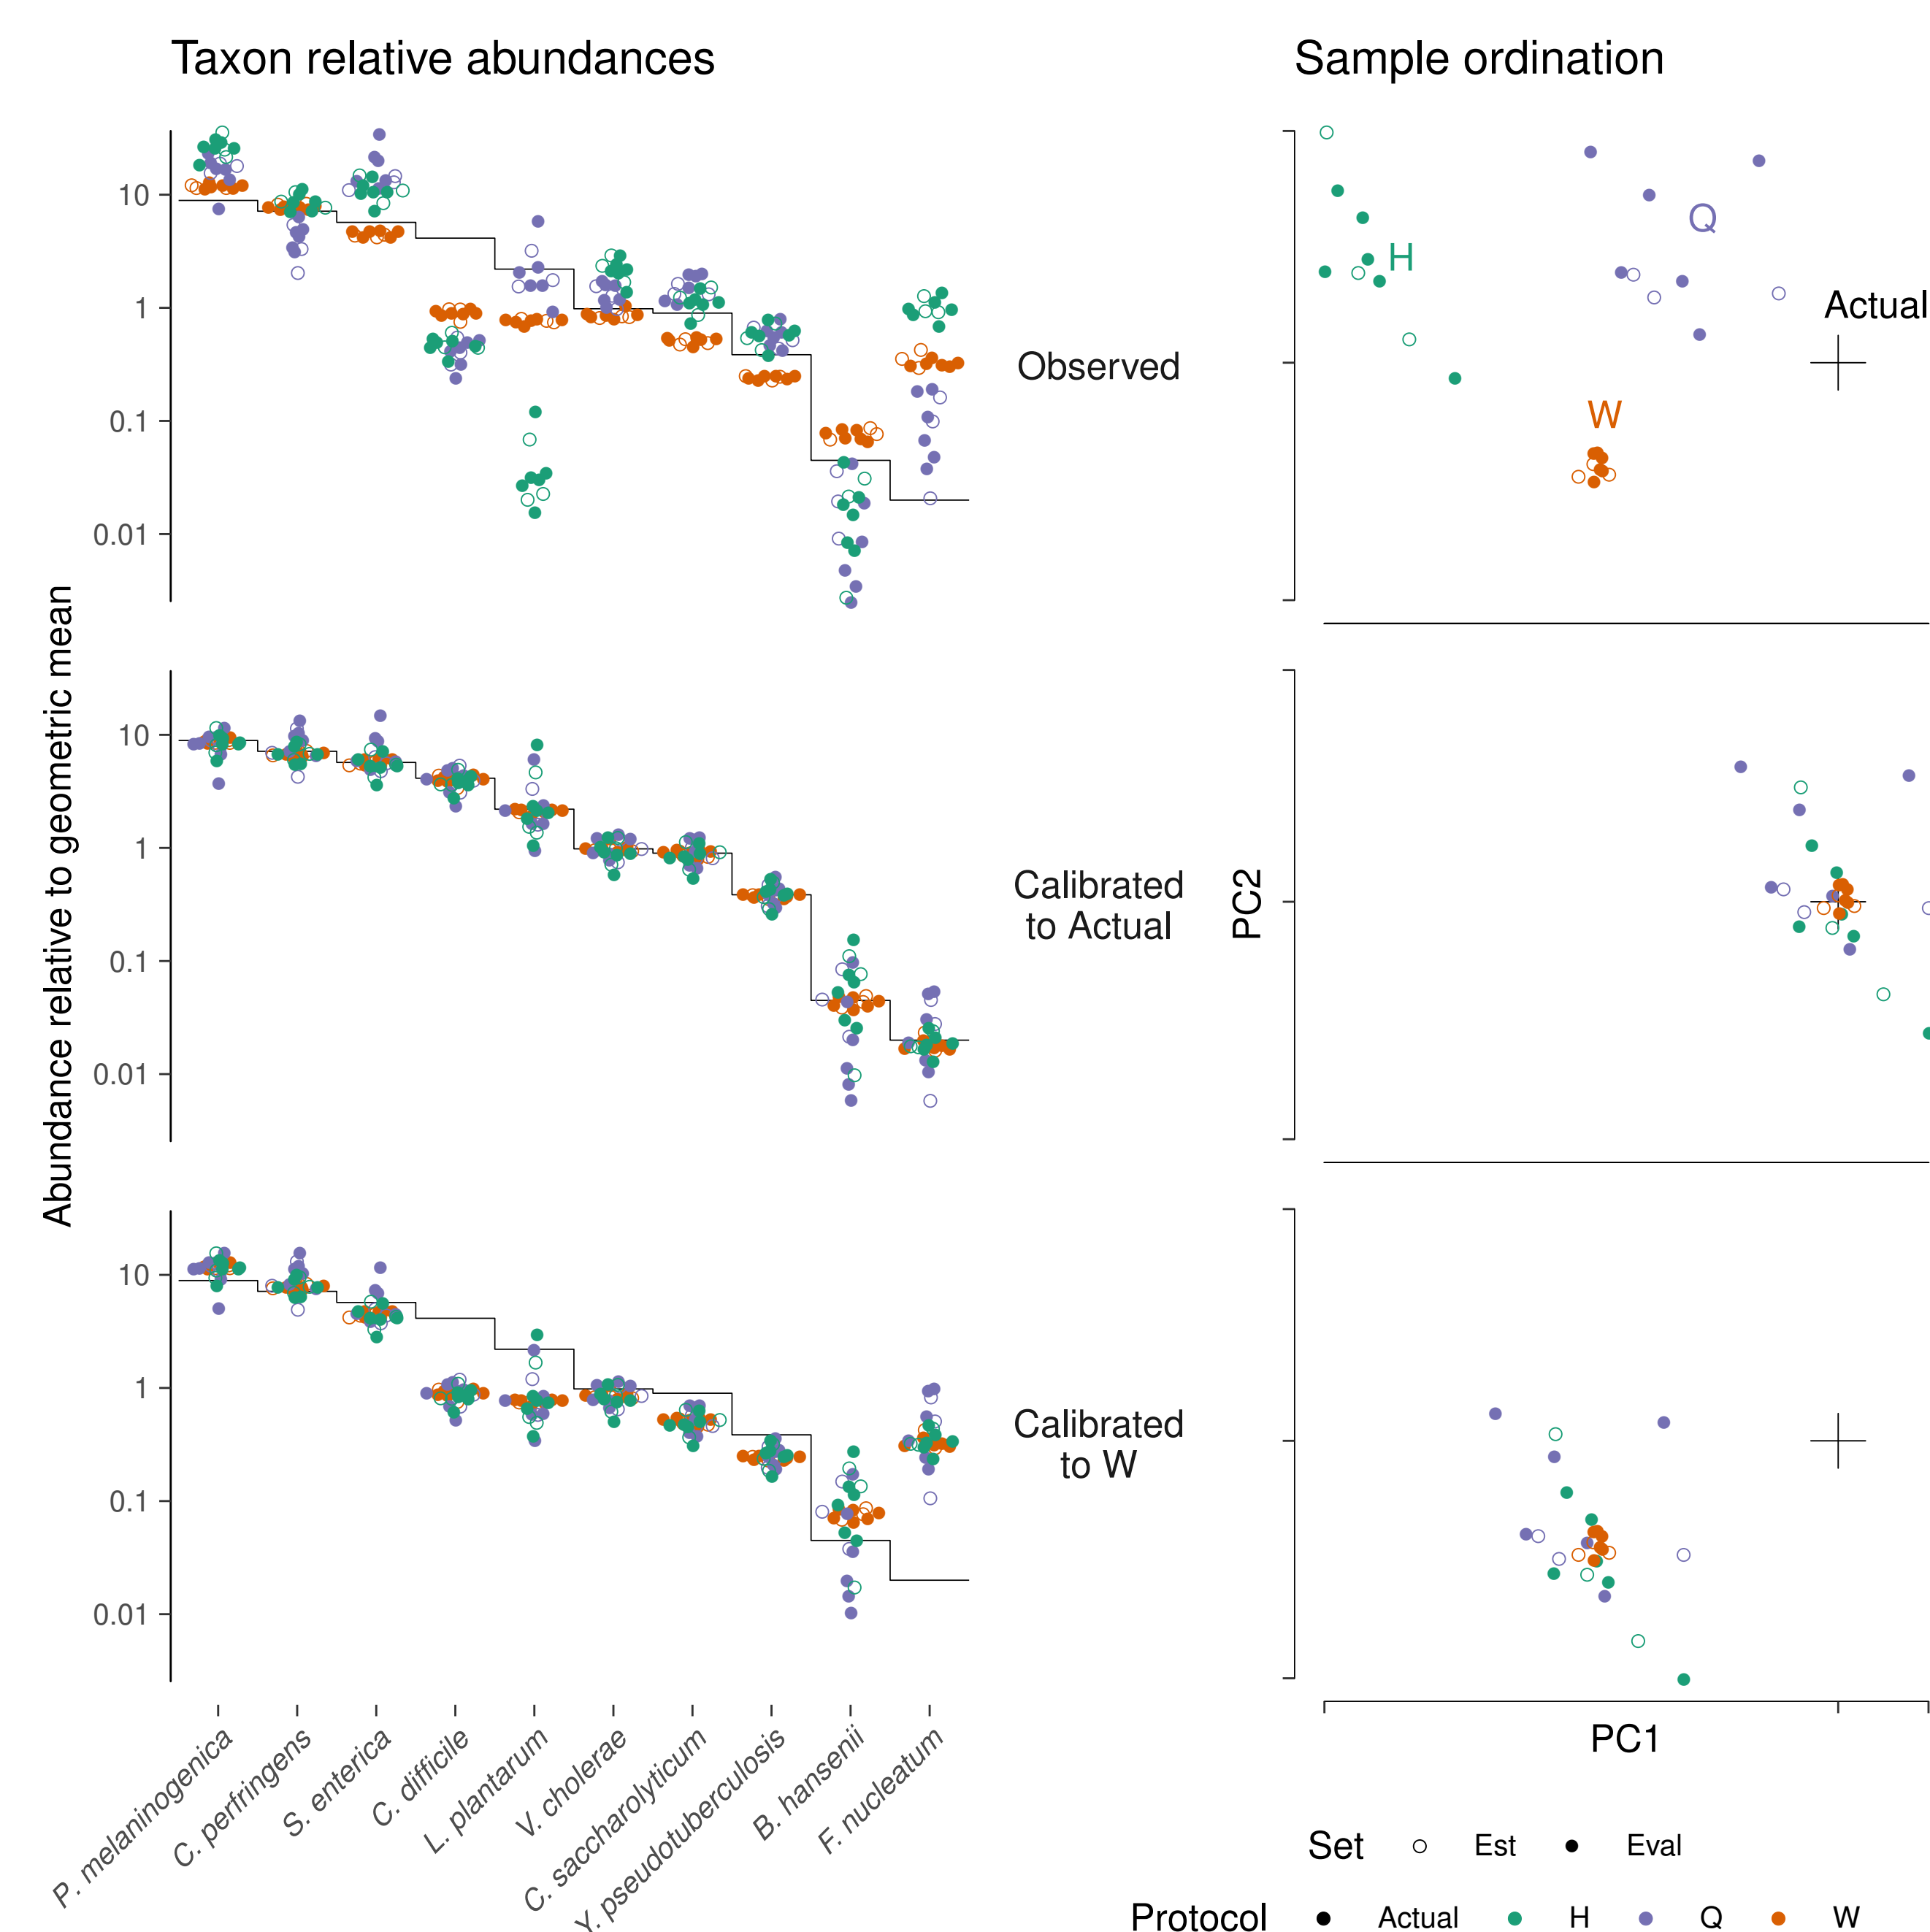 Taxon relative abundances
Sample ordination
Abundance relative to geometric mean
10
1
0.1
0.01
Observed
H
Q
Actual
W
10
1
0.1
0.01
Calibrated
to Actual
PC2
10
1
0.1
0.01
Calibrated
to W
PC1
P. melaninogenica
C. perfringens
S. enterica
C. difficile
L. plantarum
V. cholerae
C. saccharolyticum
Y. pseudotuberculosis
B. hansenii
F. nucleatum
Set Est Eval
Protocol Actual H Q W